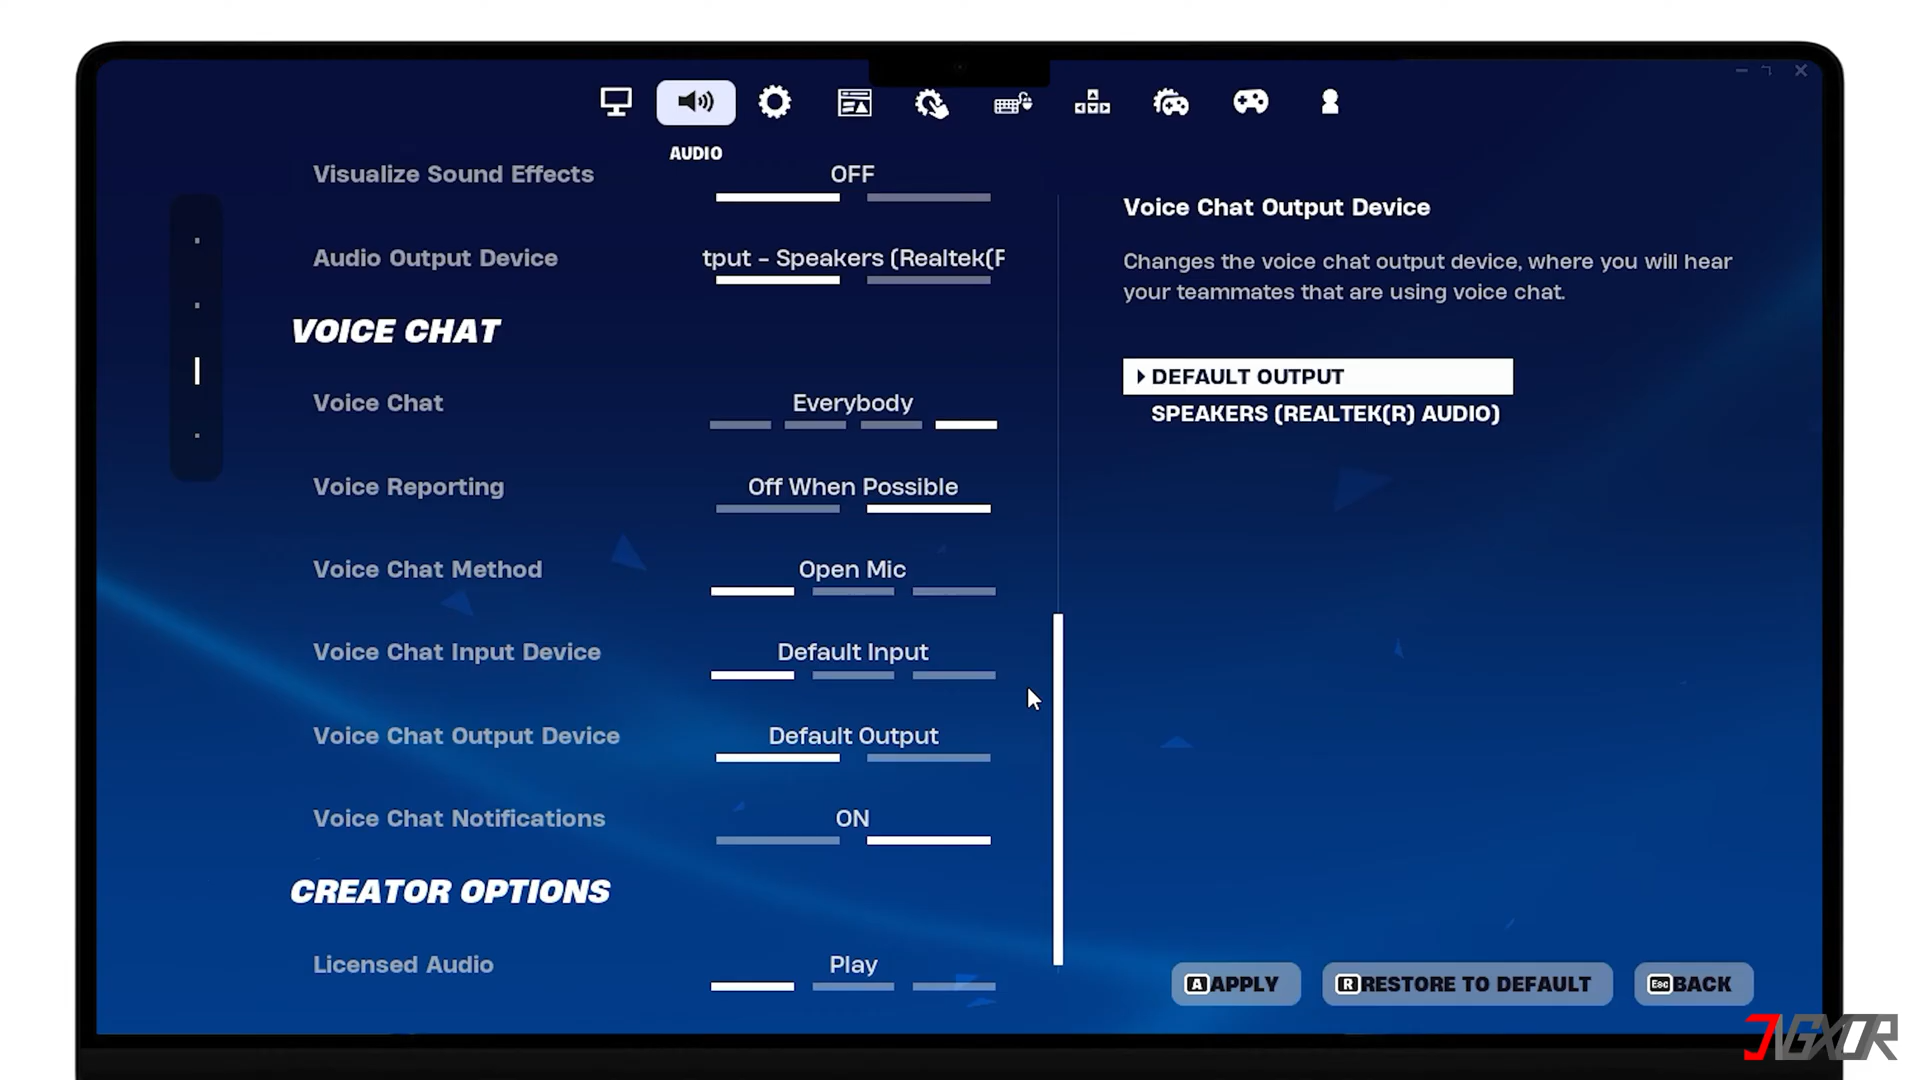 AUDIO
Visualize Sound Effects
OFF
Audio Output Device
tput - Speakers (Realtek(F
VOICE CHAT
Voice Chat
Everybody
Voice Reporting
Off When Possible
Voice Chat Method
Open Mic
Voice Chat Input Device
Default Input
Voice Chat Output Device
Default Output
Voice Chat Notifications
ON
CREATOR OPTIONS
Licensed Audio
Play
Voice Chat Output Device
Changes the voice chat output device, where you will hear
your teammates that are using voice chat.
DEFAULT OUTPUT
SPEAKERS (REALTEK(R) AUDIO)
A APPLY
R RESTORE TO DEFAULT
Esc BACK